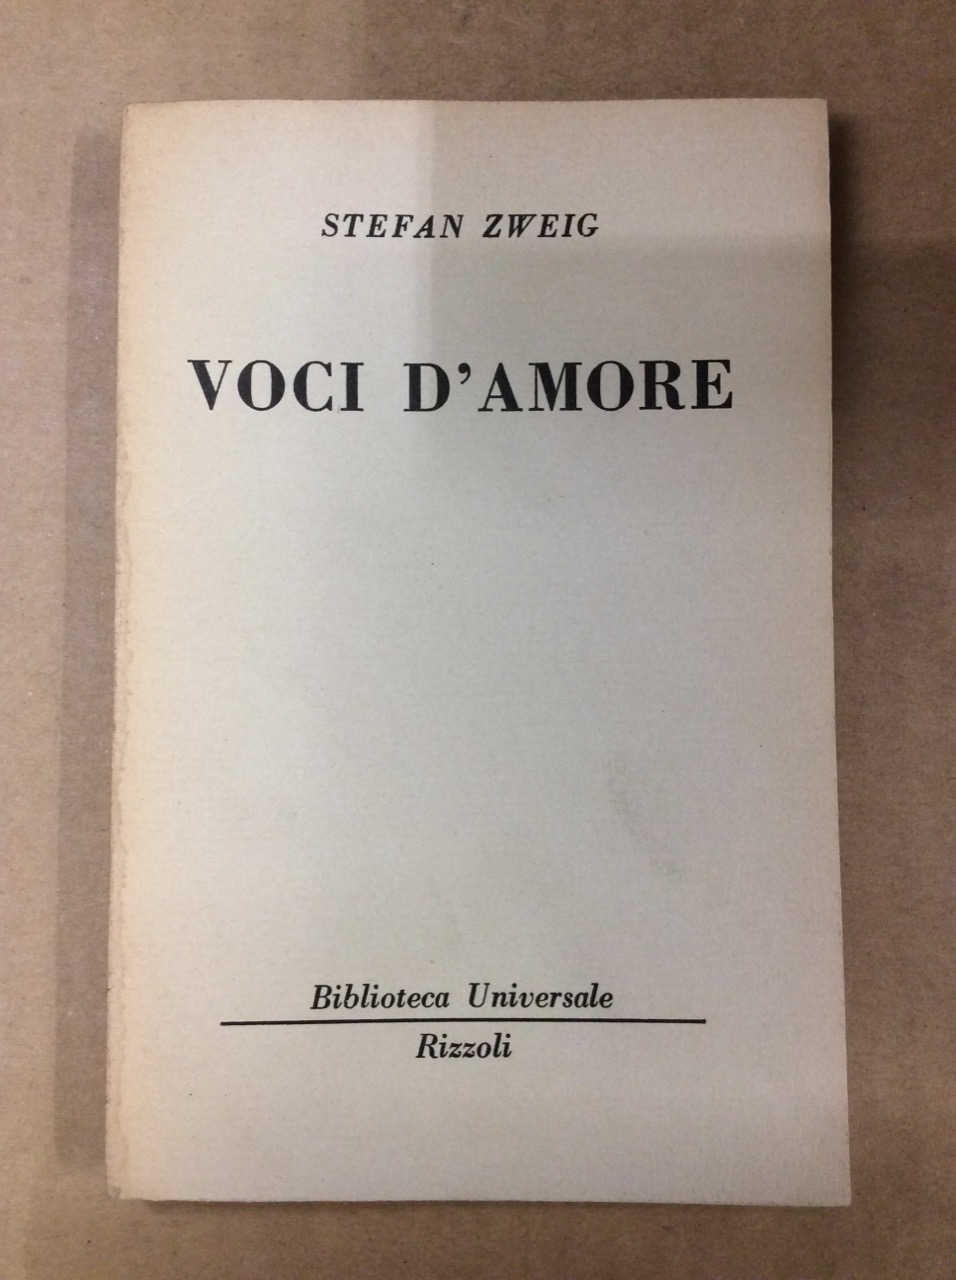 STEFAN ZWEIG
VOCI D'AMORE
Biblioteca Universale
Rizzoli